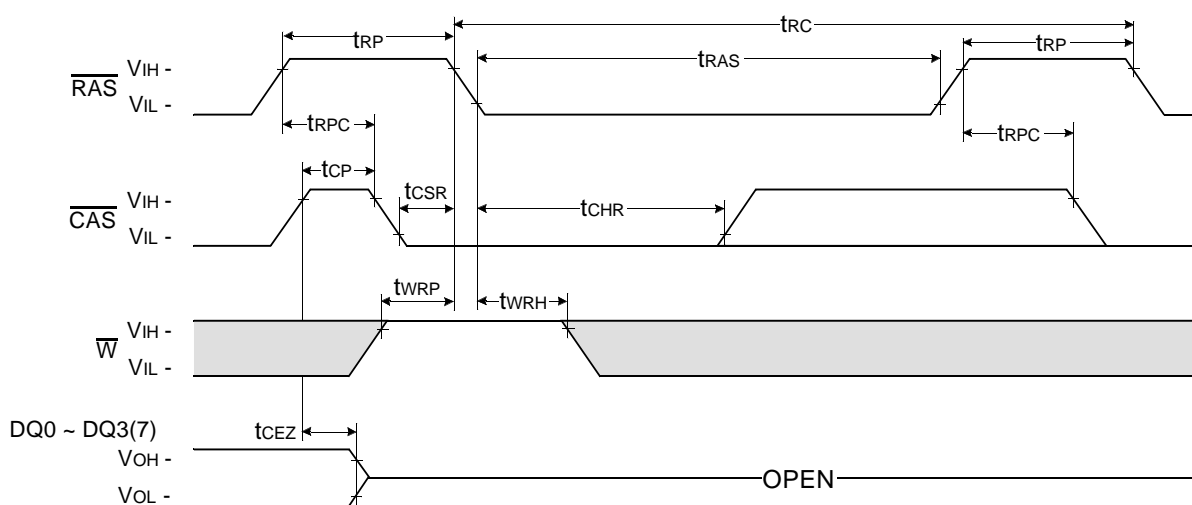 tRP
tRC
tRAS
tRP
RAS
VIH -
VIL -
tRPC
tRPC
tCP
tCSR
tCHR
CAS
VIH -
VIL -
tWRP
tWRH
W
VIH -
VIL -
DQ0 ~ DQ3(7)
tCEZ
VOH -
VOL -
OPEN